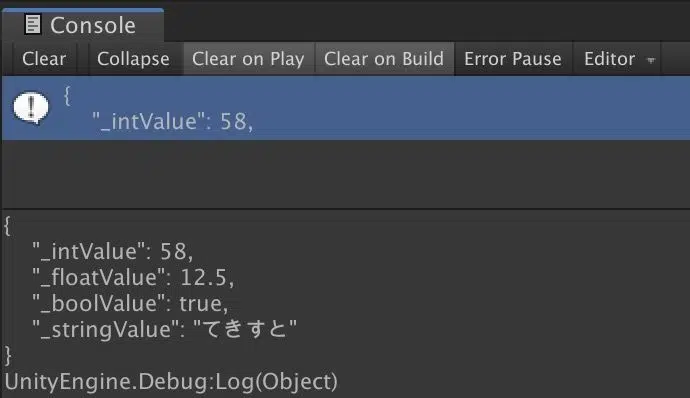 Console
Clear Collapse Clear on Play Clear on Build Error Pause Editor
{
"_intValue": 58,
{
"_intValue": 58,
"_floatValue": 12.5,
"_boolValue": true,
"_stringValue": "てきすと"
}
UnityEngine.Debug:Log(Object)